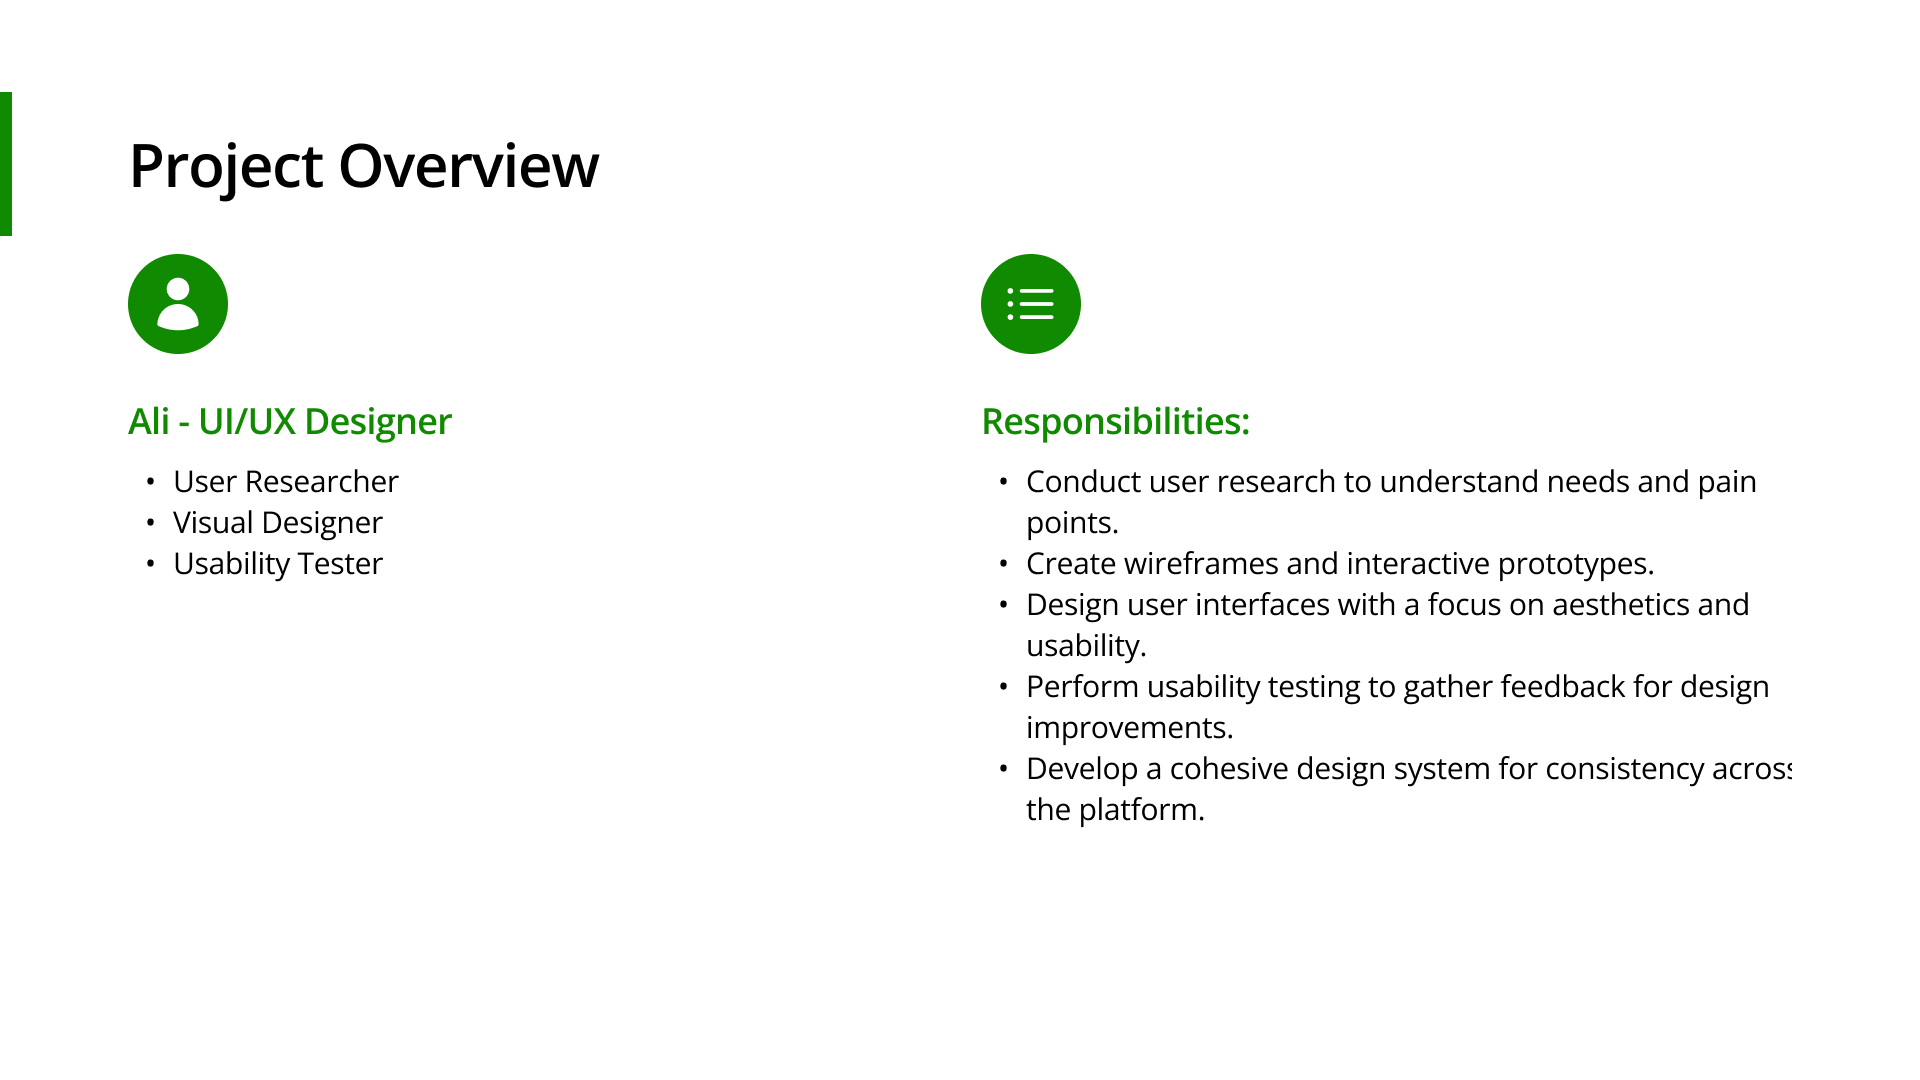 Project Overview
Ali - UI/UX Designer
• User Researcher
• Visual Designer
• Usability Tester
Responsibilities:
• Conduct user research to understand needs and pain
points.
• Create wireframes and interactive prototypes.
• Design user interfaces with a focus on aesthetics and
usability.
• Perform usability testing to gather feedback for design
improvements.
• Develop a cohesive design system for consistency across
the platform.